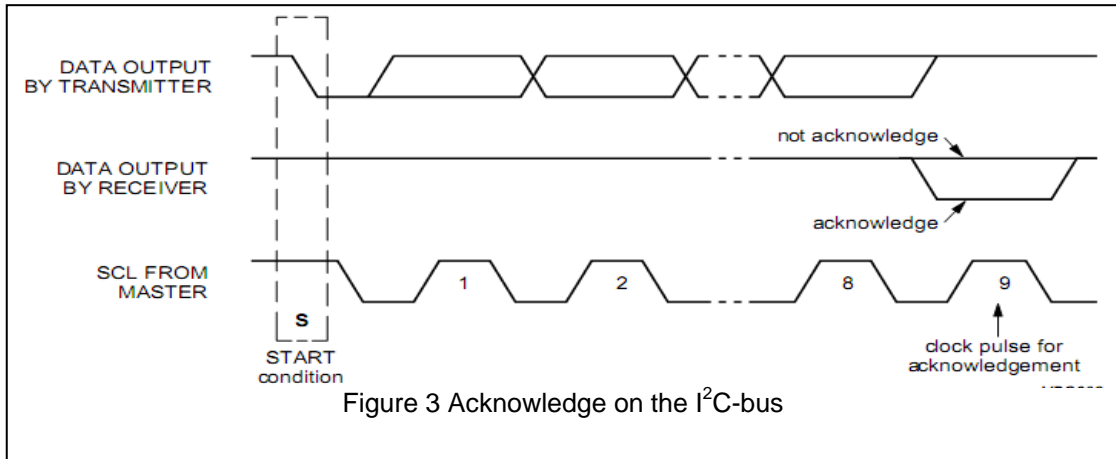 DATA OUTPUT
BY TRANSMITTER
not acknowledge
DATA OUTPUT
BY RECEIVER
acknowledge
SCL FROM
MASTER
1
2
8
9
S
START
condition
clock pulse for
acknowledgement
Figure 3 Acknowledge on the I²C-bus